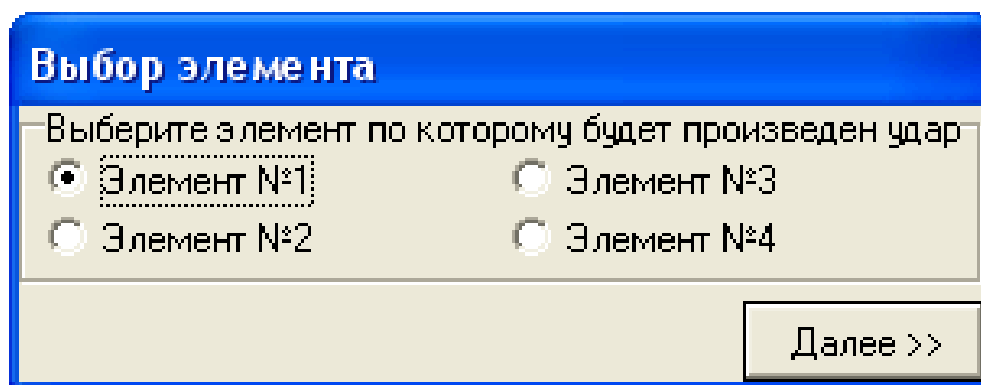 Выбор элемента
Выберите элемент по которому будет произведен удар
Элемент №1
Элемент №3
Элемент №2
Элемент №4
Далее >>